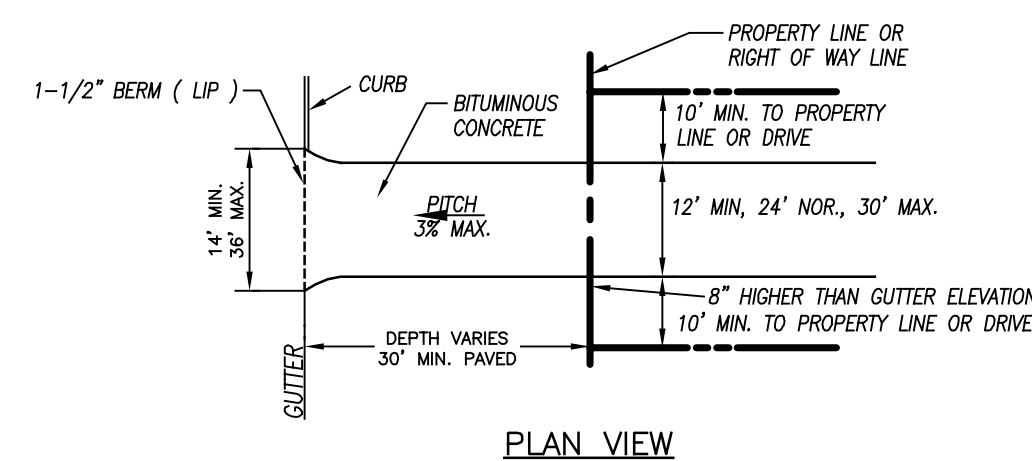 PROPERTY LINE OR
RIGHT OF WAY LINE
1-1/2" BERM ( LIP )
CURB
BITUMINOUS
CONCRETE
10' MIN. TO PROPERTY
LINE OR DRIVE
14' MIN.
36' MAX.
PITCH
3% MAX.
12' MIN, 24' NOR., 30' MAX.
8" HIGHER THAN GUTTER ELEVATION
10' MIN. TO PROPERTY LINE OR DRIVE
DEPTH VARIES
30' MIN. PAVED
GUTTER
PLAN VIEW